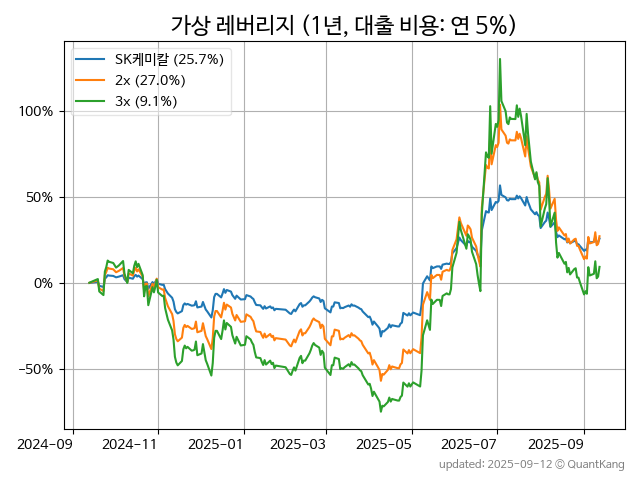 가상 레버리지 (1년, 대출 비용: 연 5%)
SK케미칼 (25.7%)
2x (27.0%)
3x (9.1%)
100%
50%
0%
−50%
2024-09
2024-11
2025-01
2025-03
2025-05
2025-07
2025-09
updated: 2025-09-12 © QuantKang